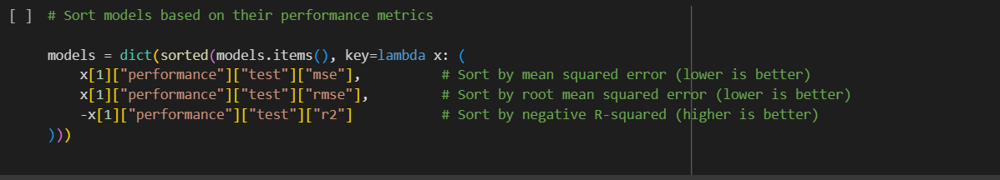 [ ] # Sort models based on their performance metrics
models = dict(sorted(models.items(), key=lambda x: (
x[1]["performance"]["test"]["mse"], # Sort by mean squared error (lower is better)
x[1]["performance"]["test"]["rmse"], # Sort by root mean squared error (lower is better)
-x[1]["performance"]["test"]["r2"] # Sort by negative R-squared (higher is better)
)))